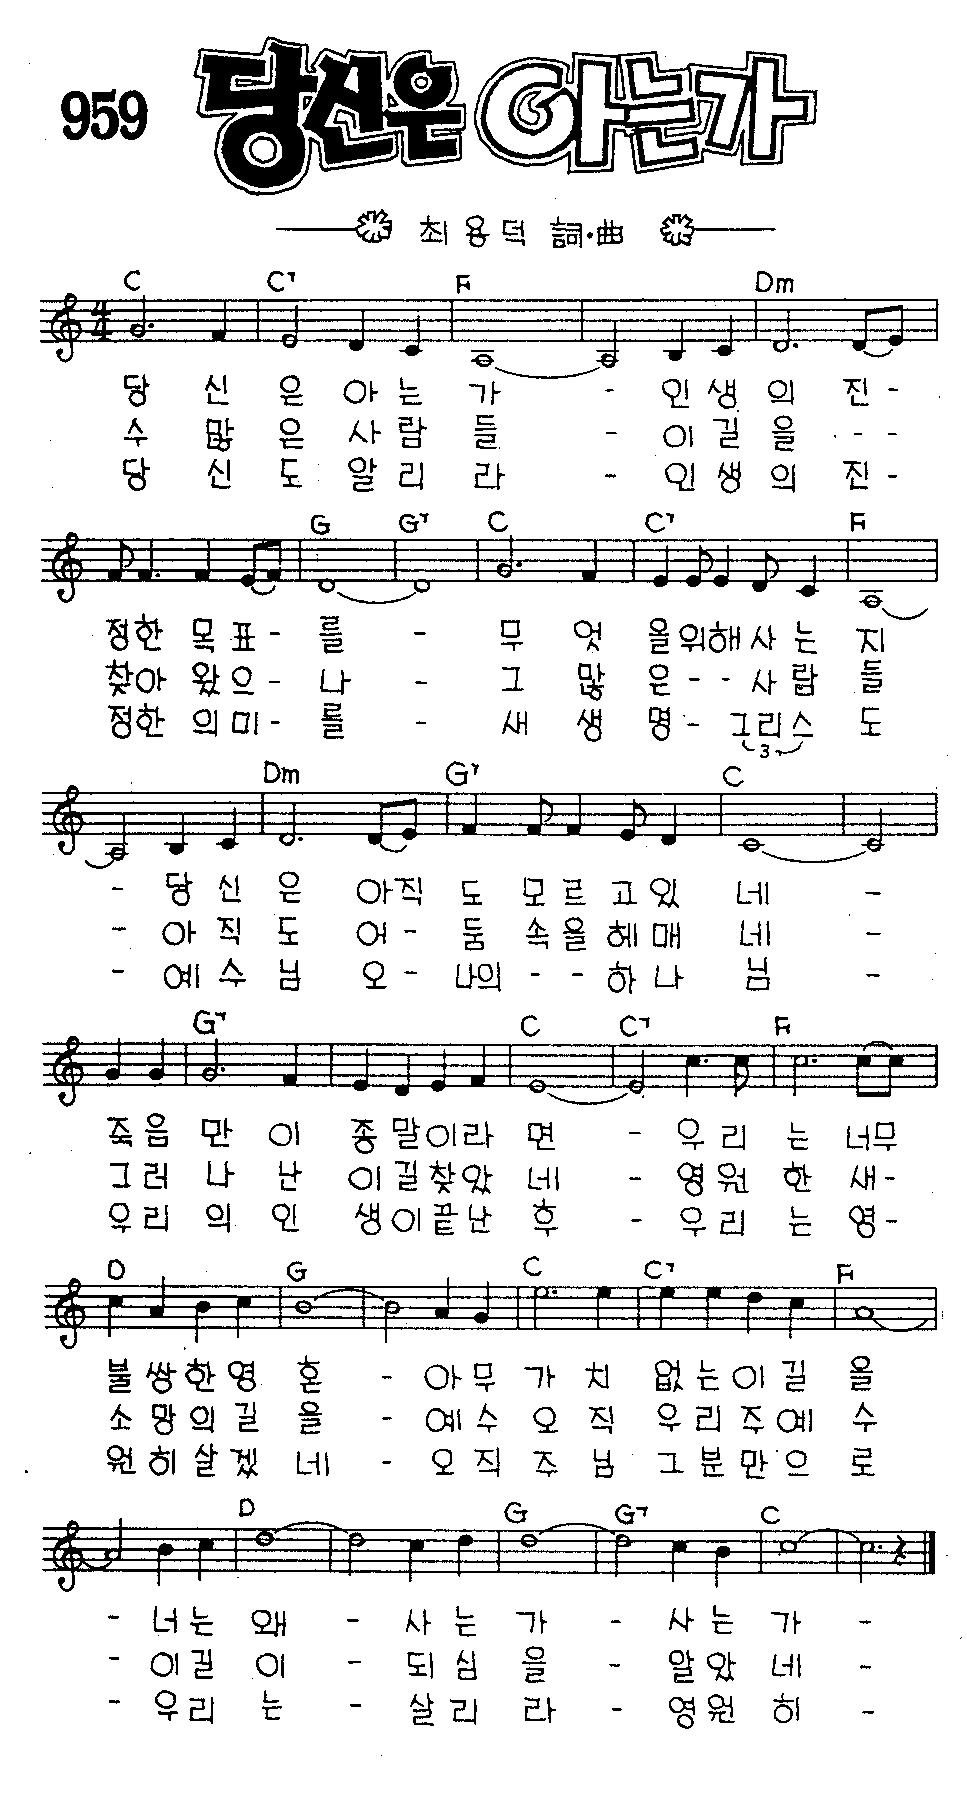 959 당신은 아는가
최용덕 詞·曲
C C7 F Dm
4 4
당 신 은 아 는 가 - 인 생 의 진 -
수 많 은 사 람 들 - 이 길 을 - -
당 신 도 알 리 라 - 인 생 의 진 -
G G7 C C7 F
정한 목 표 - 를 - 무 엇 을위해사 는 지
찾아 왔으 - 나 - 그 많 은 - - 사 람 들
정한 의미 - 를 - 새 생 명 - 그리스 도
3
Dm G7 C
- 당 신 은 아직 도 모르 고있 네 -
- 아 직 도 어 - 둠 속을 헤매 네 -
- 예 수 님 오 - 나의 - - 하 나 님 -
G7 C C7 F
죽음 만 이 종 말이라 면 - 우 리 는 너무
그러 나 난 이길찾았 네 - 영원 한 새 -
우리 의 인 생이끝난 후 - 우 리 는 영 -
D G C C7 F
불쌍한영 혼 - 아 무 가 치 없는이 길 을
소망의길 을 - 예 수 오 직 우 리 주 예 수
원히살겠 네 - 오 직 주 님 그 분 만 으 로
D G G7 C
- 너는 왜 - 사 는 가 - 사 는 가 -
- 이길 이 - 되 심 을 - 알 았 네 -
- 우리 는 - 살 리 라 - 영 원 히 -